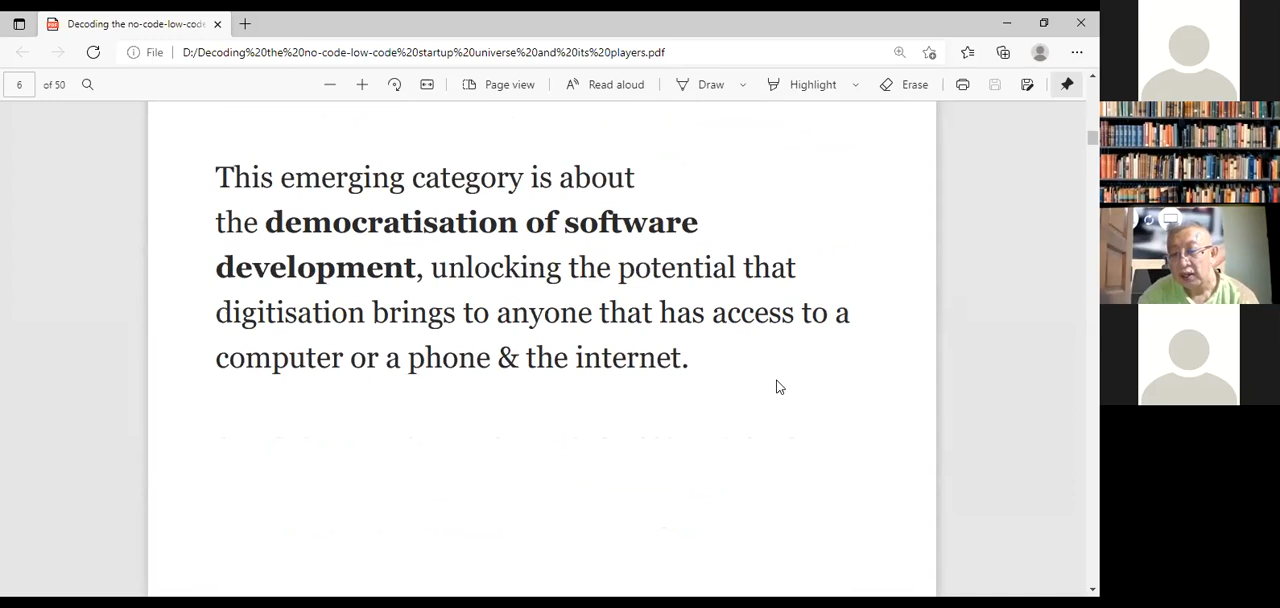 Decoding the no-code-low-code
File
D:/Decoding%20the%20no-code-low-code%20startup%20universe%20and%20its%20players.pdf
6 of 50
Page view
Read aloud
Draw
Highlight
Erase
This emerging category is about
the democratisation of software
development, unlocking the potential that
digitisation brings to anyone that has access to a
computer or a phone & the internet.